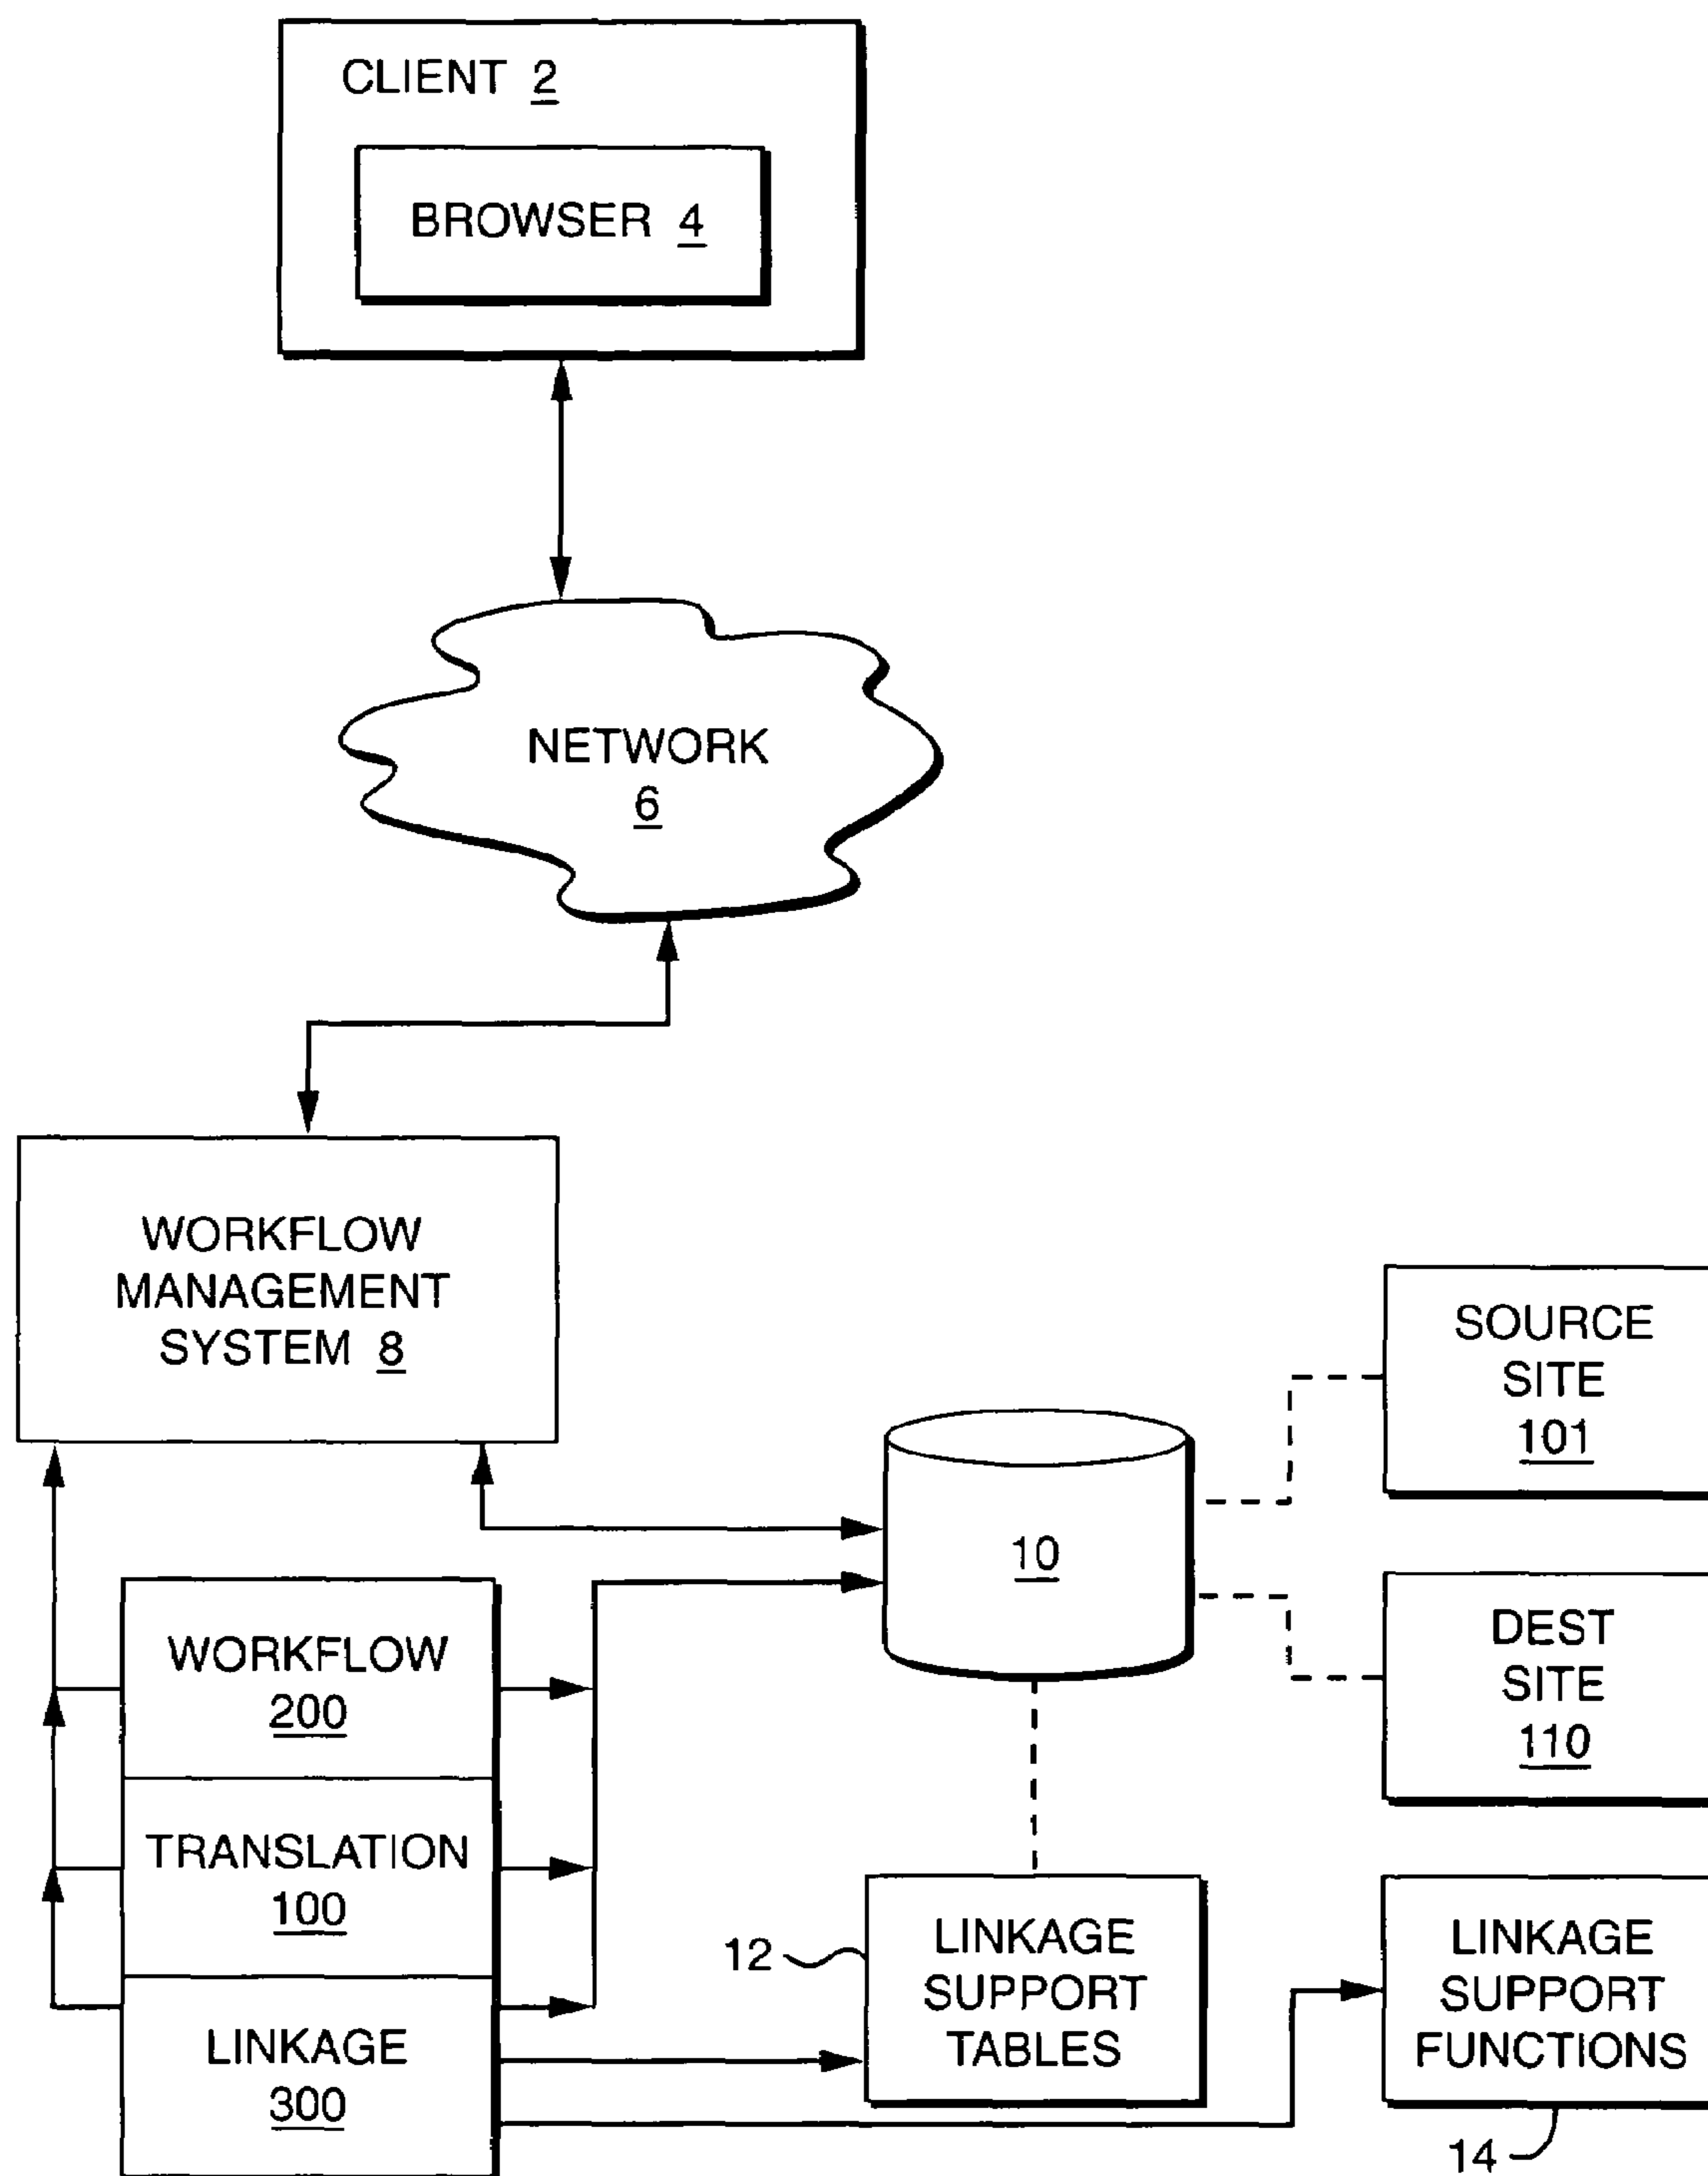 CLIENT 2
BROWSER 4
NETWORK
6
WORKFLOW
MANAGEMENT
SYSTEM 8
SOURCE
SITE
101
10
DEST
SITE
110
WORKFLOW
200
TRANSLATION
100
LINKAGE
300
12
LINKAGE
SUPPORT
TABLES
LINKAGE
SUPPORT
FUNCTIONS
14